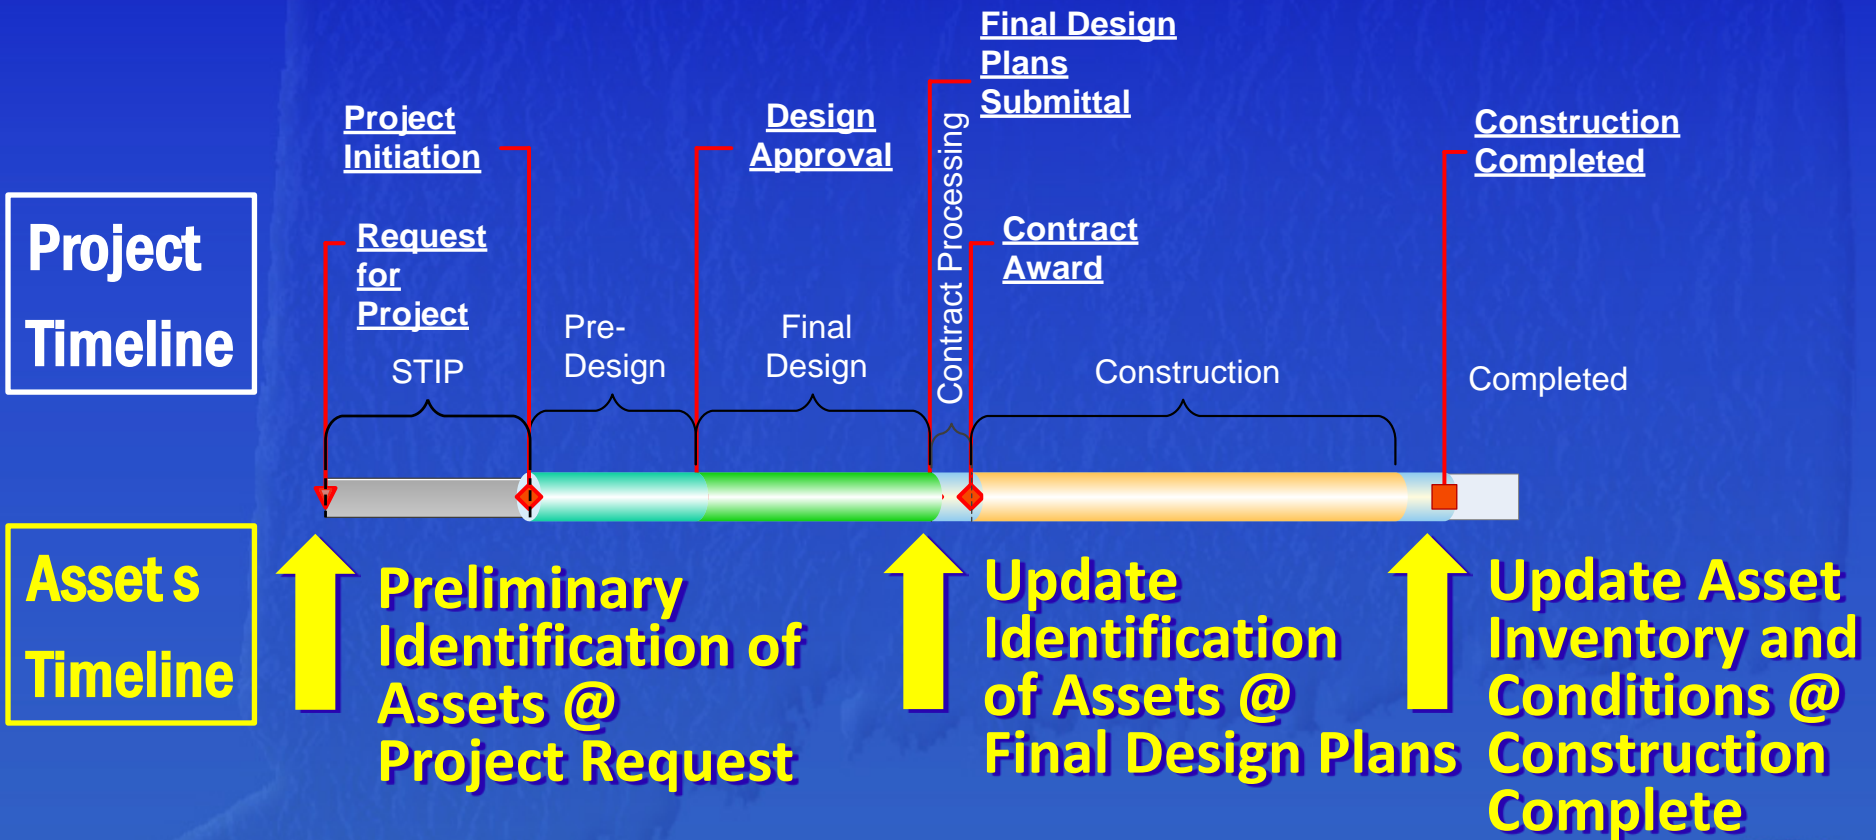 Final Design
Plans
Submittal
Project
Initiation
Design
Approval
Construction
Completed
Project
Timeline
Request
for
Project
Contract Processing
Contract
Award
STIP
Pre-
Design
Final
Design
Construction
Completed
Asset s
Timeline
Preliminary
Identification of
Assets @
Project Request
Update
Identification
of Assets @
Final Design Plans
Update Asset
Inventory and
Conditions @
Construction
Complete